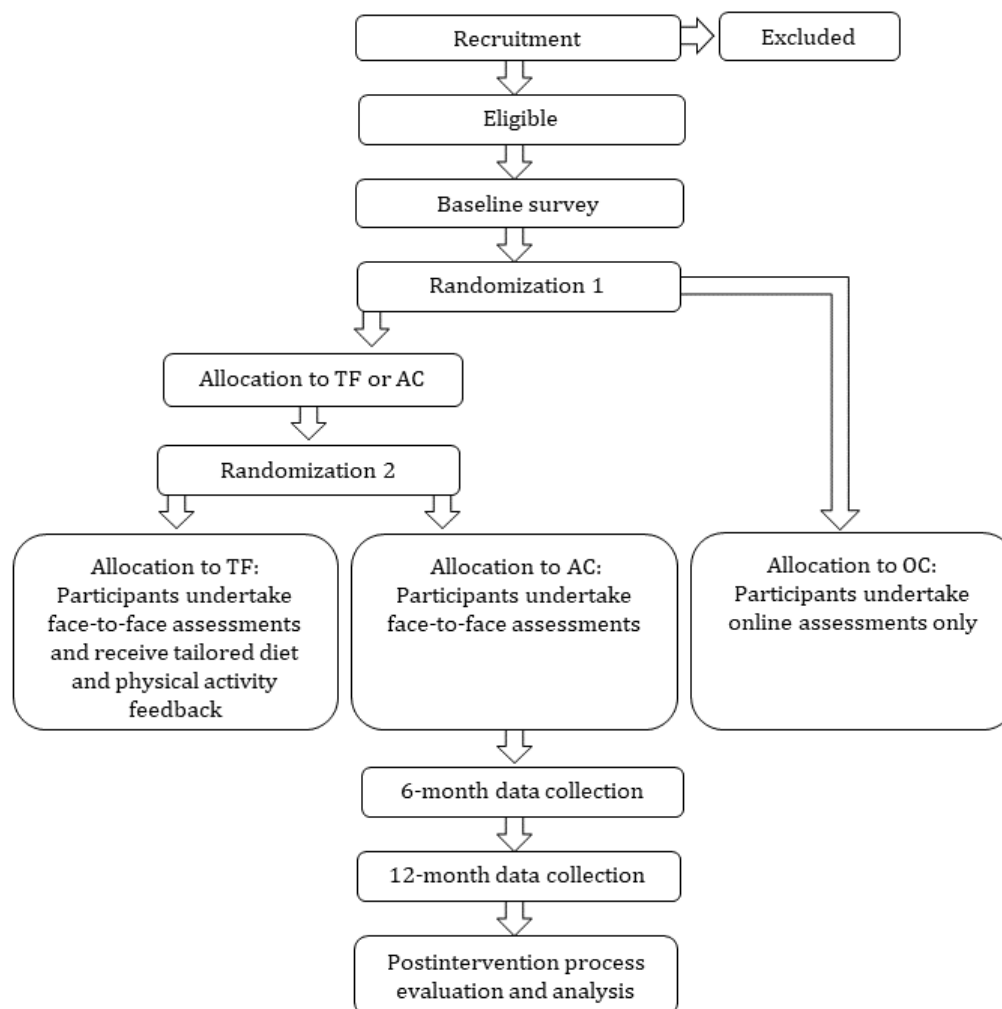 Recruitment
Excluded
Eligible
Baseline survey
Randomization 1
Allocation to TF or AC
Randomization 2
Allocation to TF:
Participants undertake
face-to-face assessments
and receive tailored diet
and physical activity
feedback
Allocation to AC:
Participants undertake
face-to-face assessments
Allocation to OC:
Participants undertake
online assessments only
6-month data collection
12-month data collection
Postintervention process
evaluation and analysis